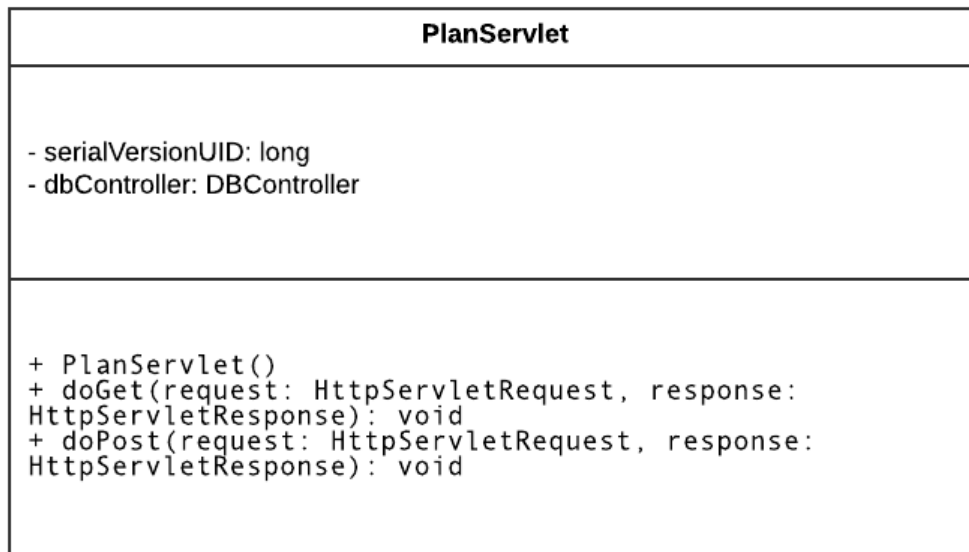 PlanServlet
- serialVersionUID: long
- dbController: DBController
+ PlanServlet()
+ doGet(request: HttpServletRequest, response:
HttpServletResponse): void
+ doPost(request: HttpServletRequest, response:
HttpServletResponse): void